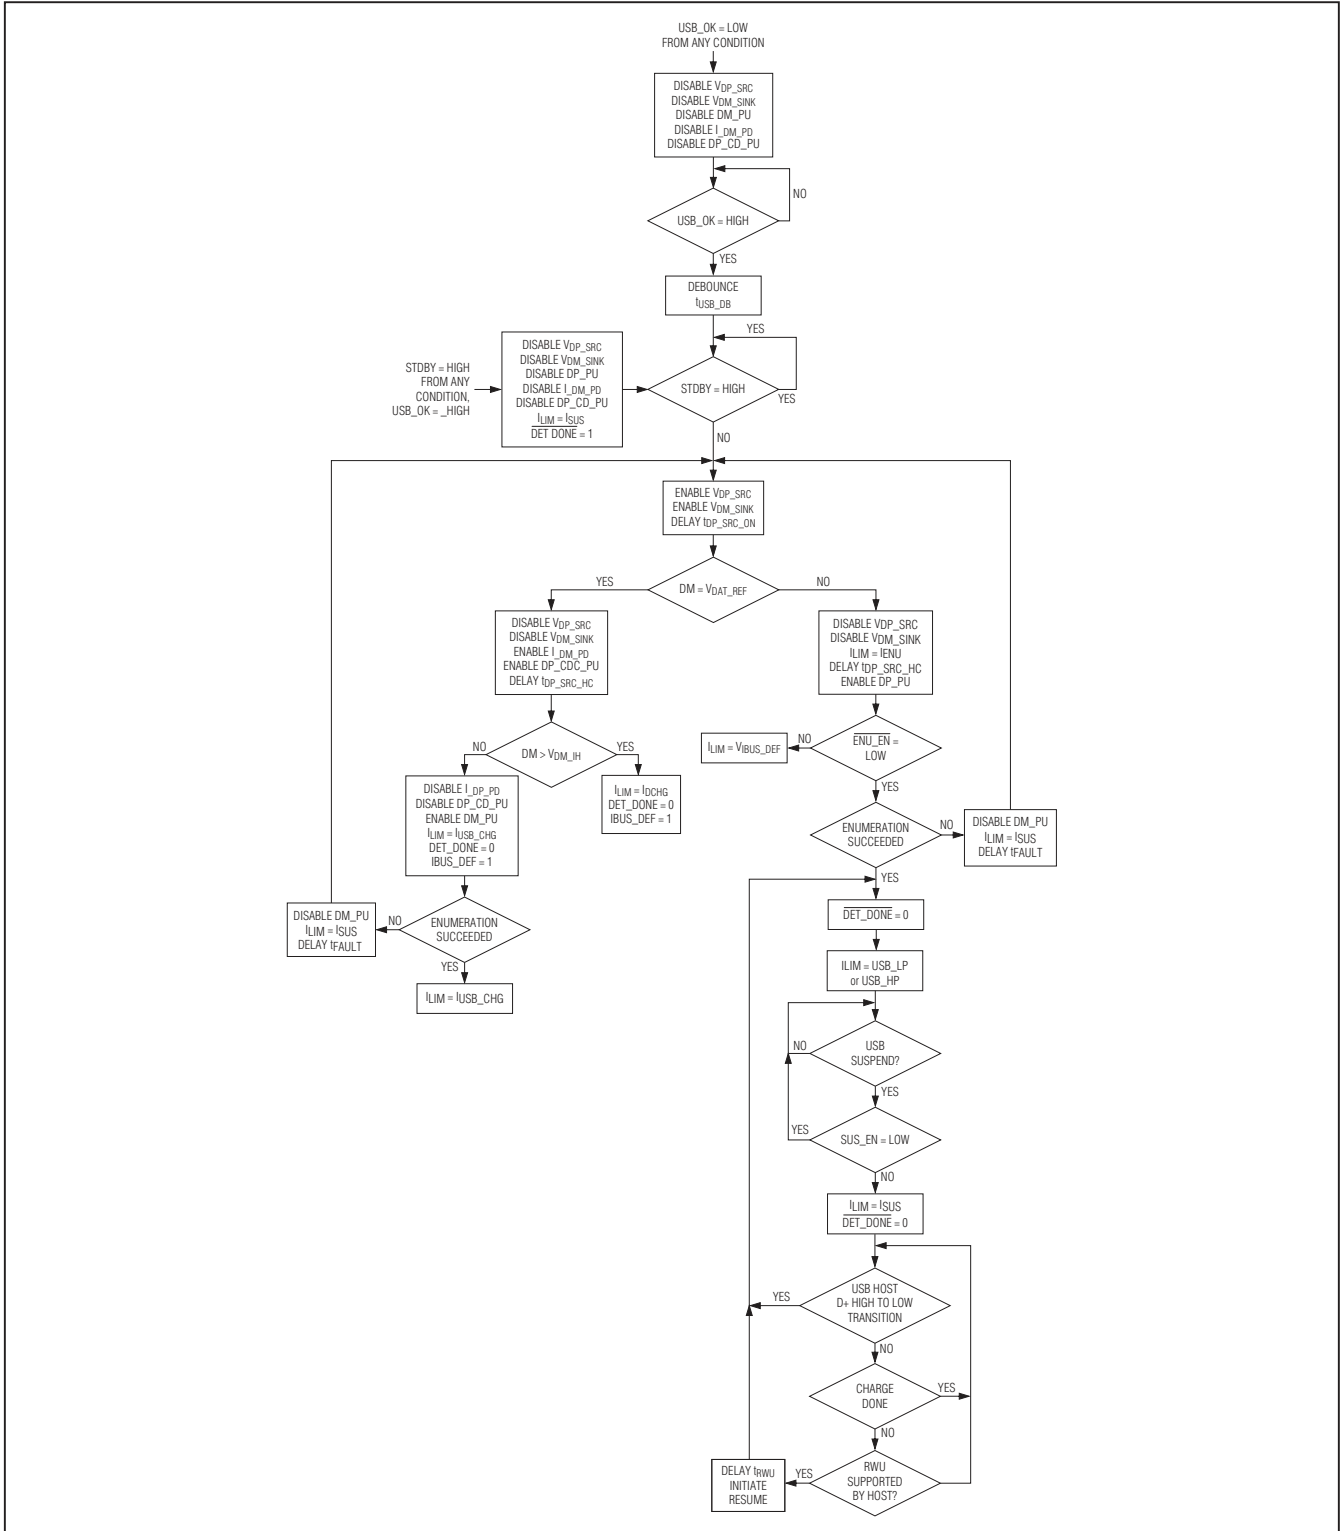 USB_OK = LOW
FROM ANY CONDITION
DISABLE VDP_SRC
DISABLE VDM_SINK
DISABLE DM_PU
DISABLE I_DM_PD
DISABLE DP_CD_PU
NO
USB_OK = HIGH
YES
DEBOUNCE
tUSB_DB
YES
STDBY = HIGH
FROM ANY
CONDITION,
USB_OK = _HIGH
DISABLE VDP_SRC
DISABLE VDM_SINK
DISABLE DP_PU
DISABLE I_DM_PD
DISABLE DP_CD_PU
ILIM = ISUS
DET DONE = 1
STDBY = HIGH
YES
NO
ENABLE VDP_SRC
ENABLE VDM_SINK
DELAY tDP_SRC_ON
YES
DM = VDAT_REF
NO
DISABLE VDP_SRC
DISABLE VDM_SINK
ENABLE I_DM_PD
ENABLE DP_CDC_PU
DELAY tDP_SRC_HC
DISABLE VDP_SRC
DISABLE VDM_SINK
ILIM = IENU
DELAY tDP_SRC_HC
ENABLE DP_PU
NO
DM > VDM_IH
YES
ILIM = VIBUS_DEF
NO
ENU_EN =
LOW
YES
DISABLE I_DP_PD
DISABLE DP_CD_PU
ENABLE DM_PU
ILIM = IUSB_CHG
DET_DONE = 0
IBUS_DEF = 1
ILIM = IDCHG
DET_DONE = 0
IBUS_DEF = 1
ENUMERATION
SUCCEEDED
NO
DISABLE DM_PU
ILIM = ISUS
DELAY tFAULT
YES
DISABLE DM_PU
ILIM = ISUS
DELAY tFAULT
NO
ENUMERATION
SUCCEEDED
YES
ILIM = IUSB_CHG
DET_DONE = 0
ILIM = USB_LP
or USB_HP
NO
USB
SUSPEND?
YES
YES
SUS_EN = LOW
NO
ILIM = ISUS
DET_DONE = 0
YES
USB HOST
D+ HIGH TO LOW
TRANSITION
NO
CHARGE
DONE
YES
NO
DELAY tRWU
INITIATE
RESUME
YES
RWU
SUPPORTED
BY HOST?